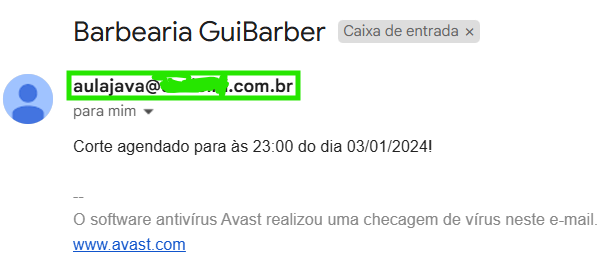 Barbearia GuiBarber Caixa de entrada ×
aulajava@ .com.br
para mim
Corte agendado para às 23:00 do dia 03/01/2024!
--
O software antivírus Avast realizou uma checagem de vírus neste e-mail.
www.avast.com